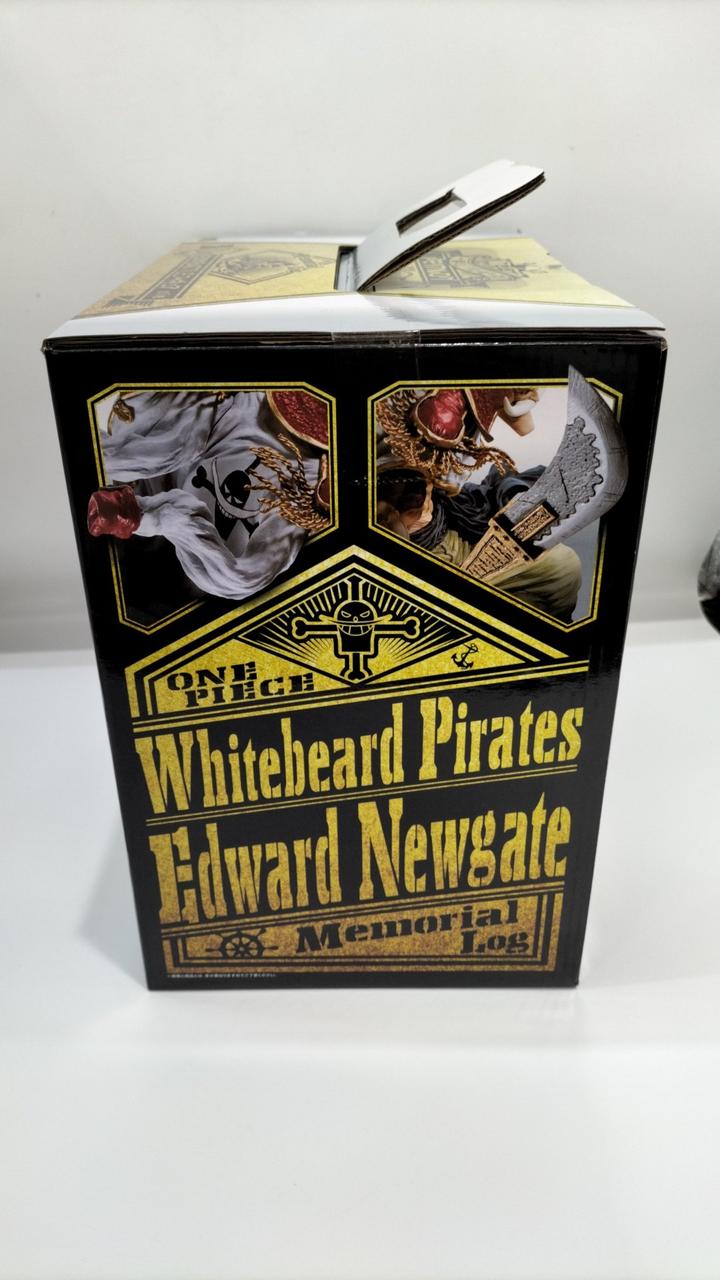 ONE
PIECE
Whitebeard Pirates
Edward Newgate
Memorial
Log